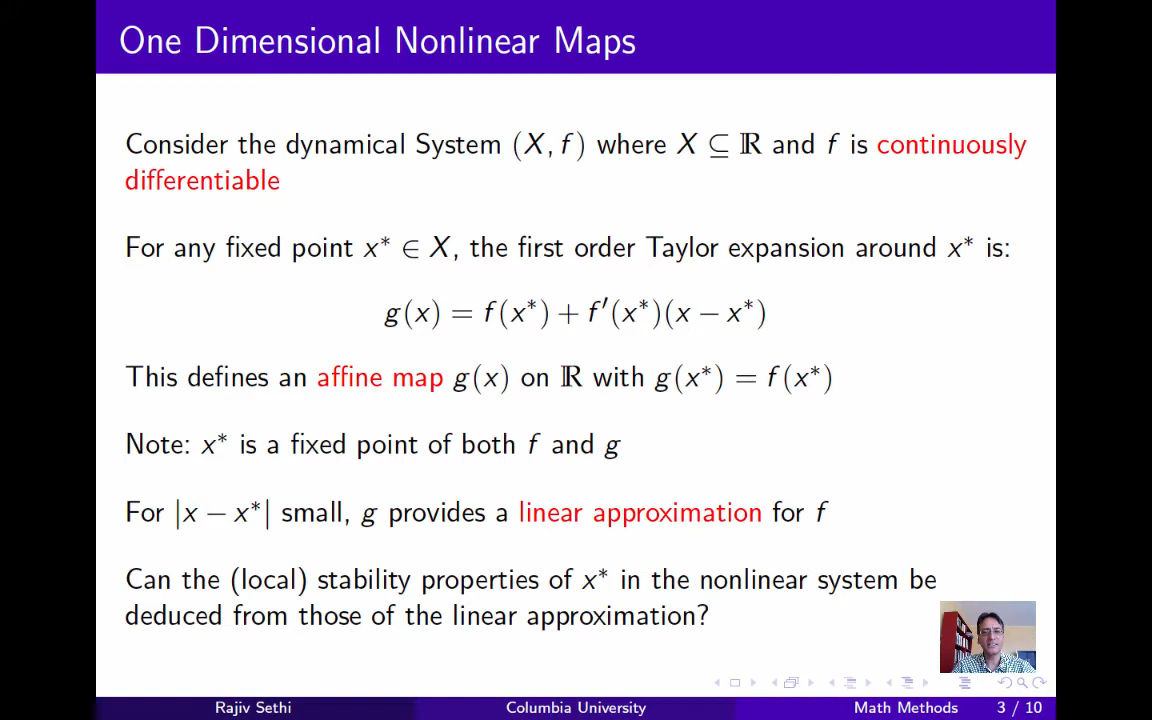 One Dimensional Nonlinear Maps
Consider the dynamical System (X, f) where X ⊆ ℝ and f is continuously
differentiable
For any fixed point x* ∈ X, the first order Taylor expansion around x* is:
g(x) = f(x*) + f′(x*)(x − x*)
This defines an affine map g(x) on ℝ with g(x*) = f(x*)
Note: x* is a fixed point of both f and g
For |x − x*| small, g provides a linear approximation for f
Can the (local) stability properties of x* in the nonlinear system be
deduced from those of the linear approximation?
Rajiv Sethi Columbia University Math Methods 3 / 10